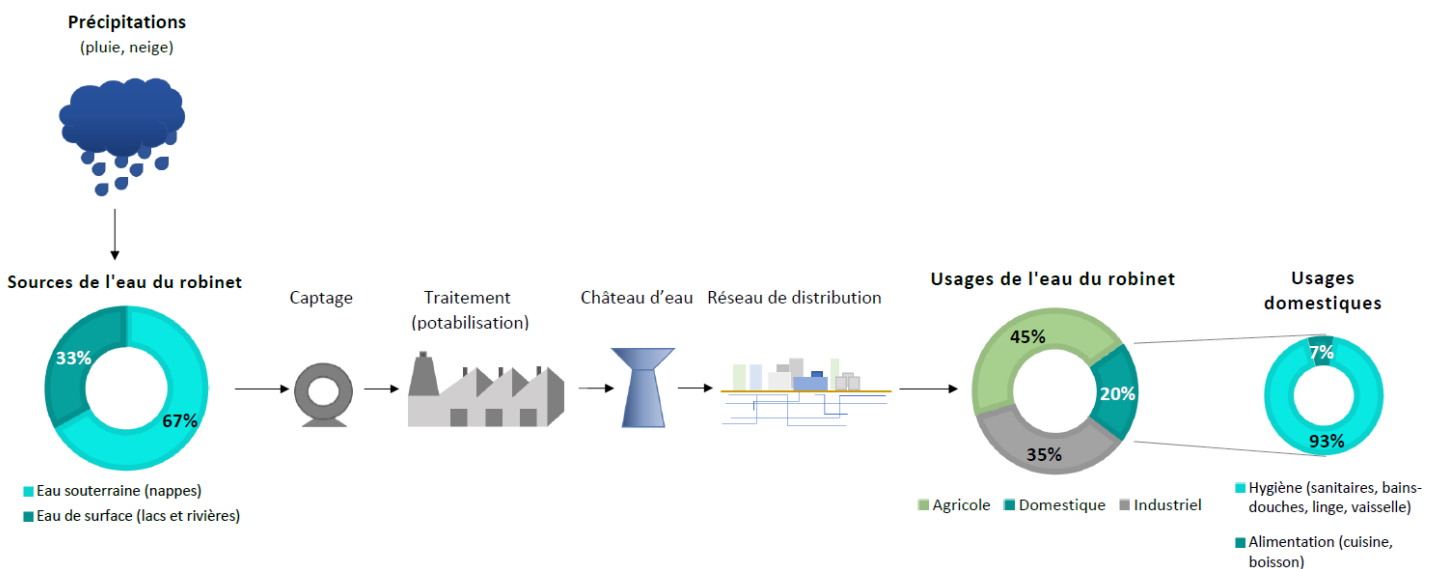 Précipitations
(pluie, neige)
Sources de l'eau du robinet
33%
67%
Eau souterraine (nappes)
Eau de surface (lacs et rivières)
Captage
Traitement
(potabilisation)
Château d'eau
Réseau de distribution
Usages de l'eau du robinet
45%
20%
35%
Agricole
Domestique
Industriel
Usages
domestiques
7%
93%
Hygiène (sanitaires, bains-
douches, linge, vaisselle)
Alimentation (cuisine,
boisson)